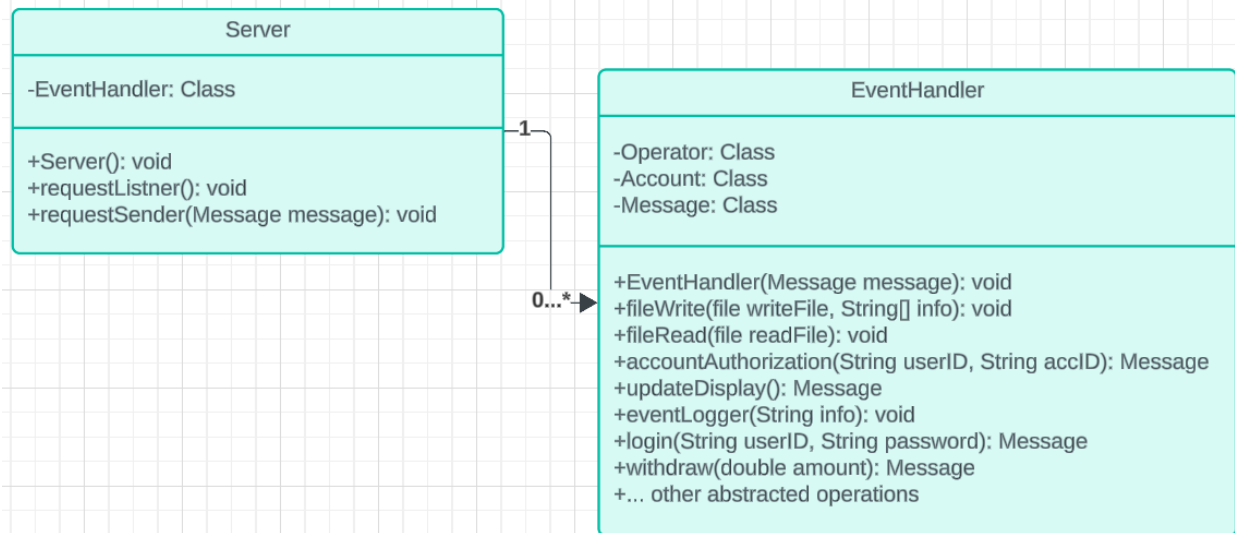 Server
-EventHandler: Class
+Server(): void
+requestListner(): void
+requestSender(Message message): void
1
0...*
EventHandler
-Operator: Class
-Account: Class
-Message: Class
+EventHandler(Message message): void
+fileWrite(file writeFile, String[] info): void
+fileRead(file readFile): void
+accountAuthorization(String userID, String accID): Message
+updateDisplay(): Message
+eventLogger(String info): void
+login(String userID, String password): Message
+withdraw(double amount): Message
+... other abstracted operations